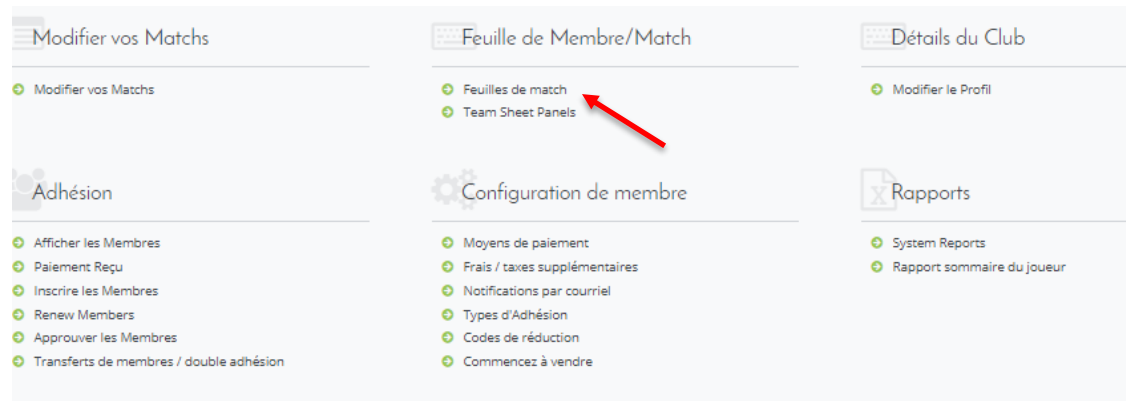 Modifier vos Matchs
Modifier vos Matchs
Feuille de Membre/Match
Feuilles de match
Team Sheet Panels
Détails du Club
Modifier le Profil
Adhésion
Afficher les Membres
Paiement Reçu
Inscrire les Membres
Renew Members
Approuver les Membres
Transferts de membres / double adhésion
Configuration de membre
Moyens de paiement
Frais / taxes supplémentaires
Notifications par courriel
Types d'Adhésion
Codes de réduction
Commencez à vendre
Rapports
System Reports
Rapport sommaire du joueur